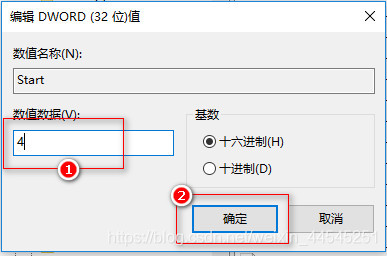 编辑 DWORD (32 位)值
数值名称(N):
Start
数值数据(V):
4
基数
十六进制(H)
十进制(D)
1
2
确定
取消
https://blog.csdn.net/weixin_44545251